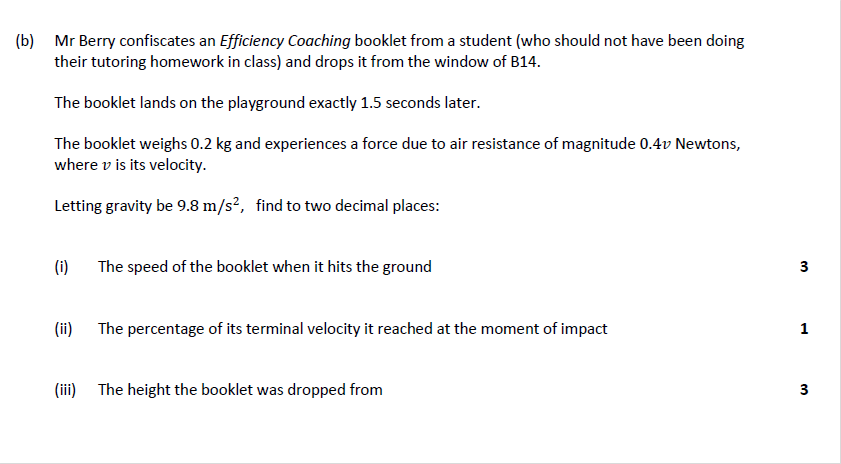 (b) Mr Berry confiscates an Efficiency Coaching booklet from a student (who should not have been doing
their tutoring homework in class) and drops it from the window of B14.
The booklet lands on the playground exactly 1.5 seconds later.
The booklet weighs 0.2 kg and experiences a force due to air resistance of magnitude 0.4v Newtons,
where v is its velocity.
Letting gravity be 9.8 m/s², find to two decimal places:
(i) The speed of the booklet when it hits the ground 3
(ii) The percentage of its terminal velocity it reached at the moment of impact 1
(iii) The height the booklet was dropped from 3